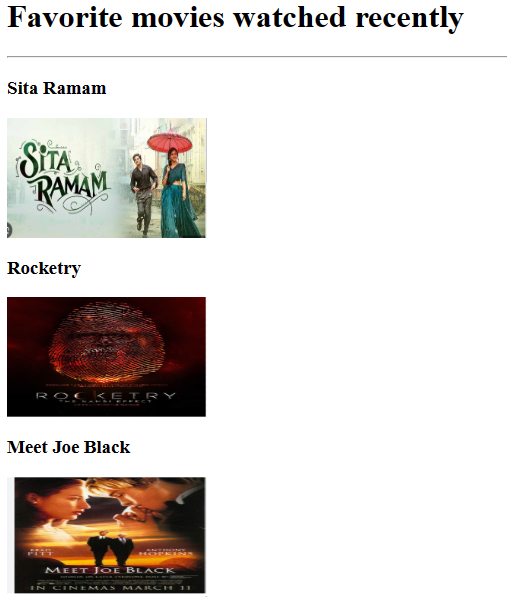 Favorite movies watched recently
Sita Ramam
SITA
RAMAM
Rocketry
ROCKETRY
THE NAMBI EFFECT
Meet Joe Black
BRAD
PITT
ANTHONY
HOPKINS
MEET JOE BLACK
IN CINEMAS MARCH 11